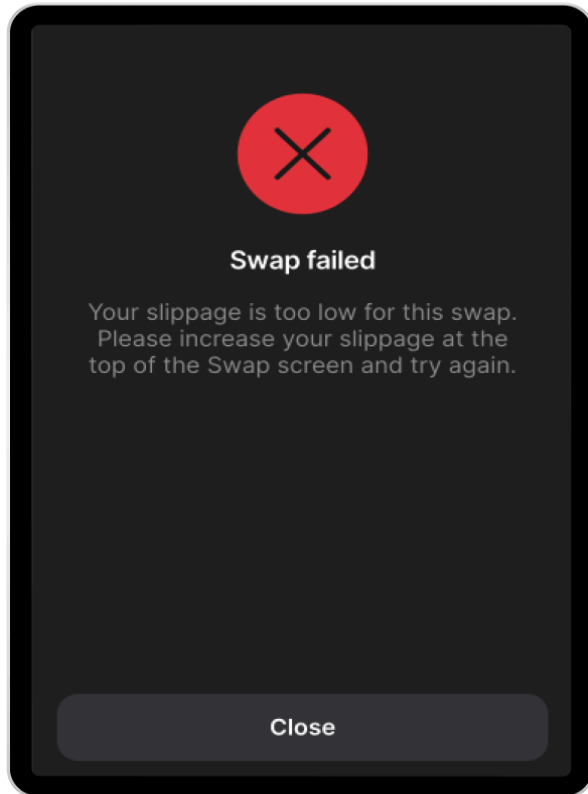 Swap failed
Your slippage is too low for this swap.
Please increase your slippage at the
top of the Swap screen and try again.
Close